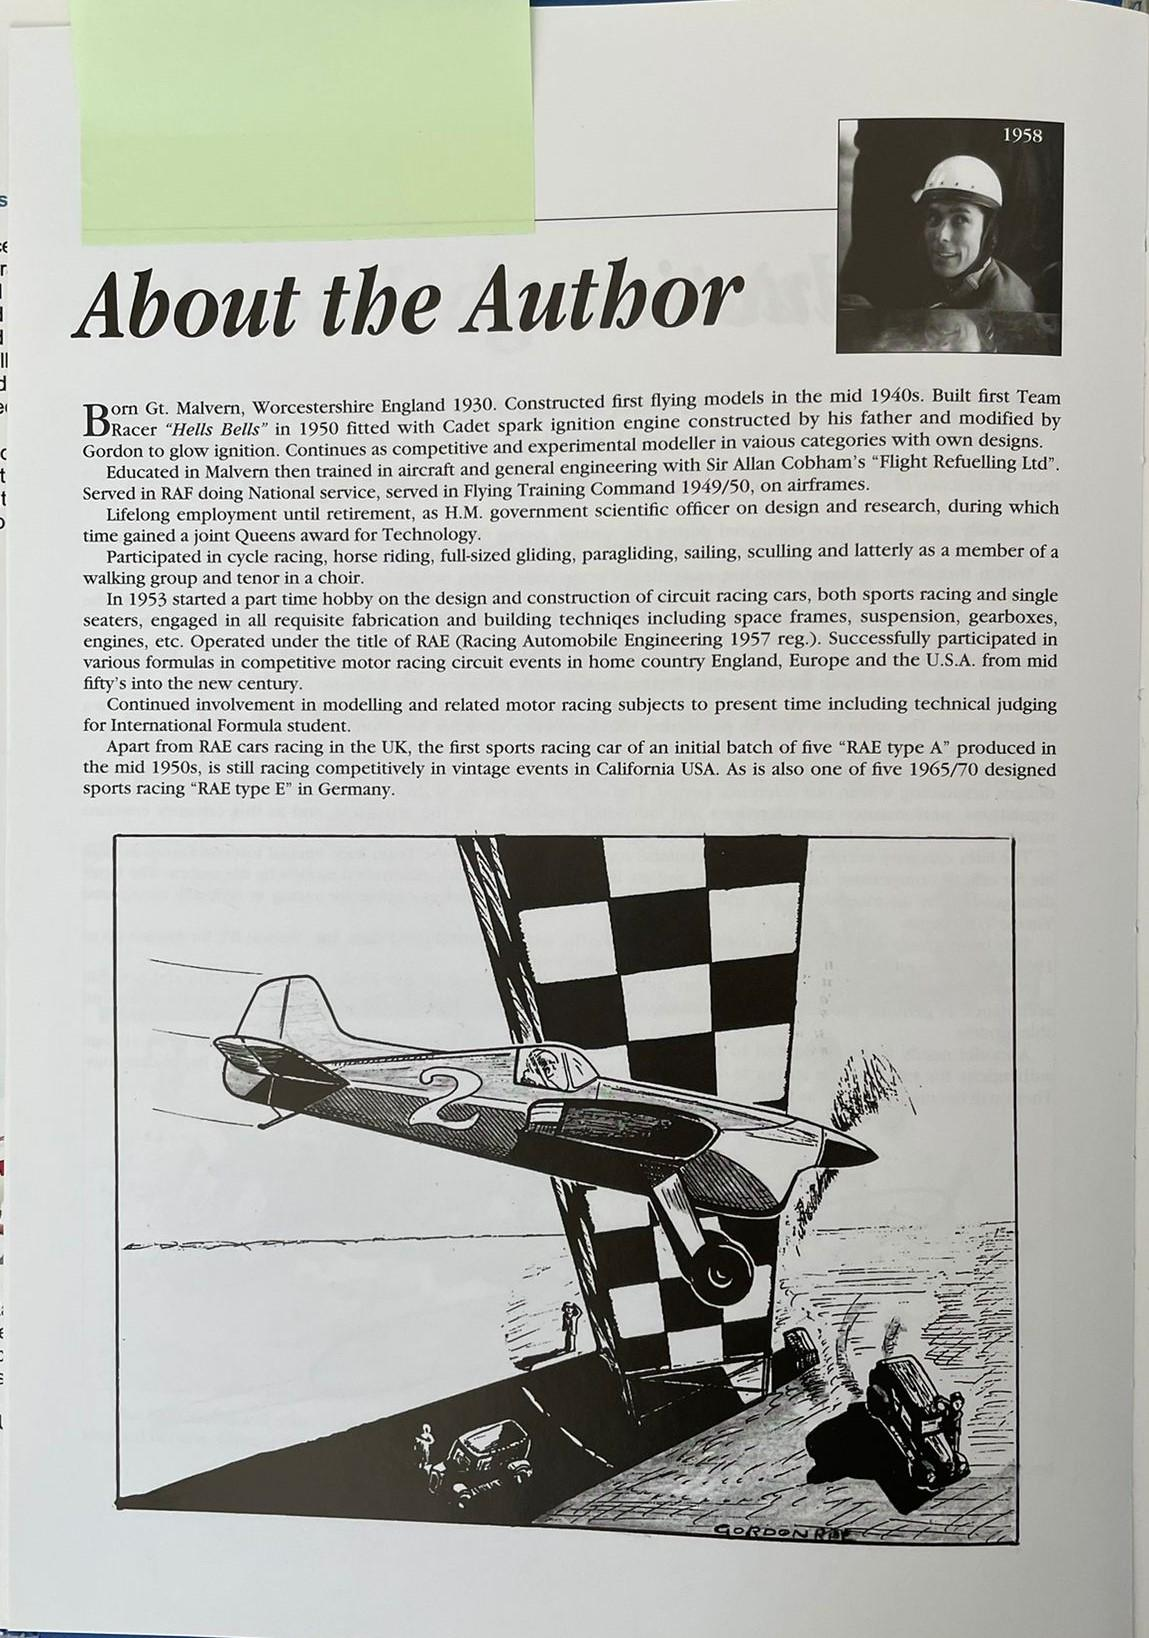 1958
About the Author
Born Gt. Malvern, Worcestershire England 1930. Constructed first flying models in the mid 1940s. Built first Team
Racer “Hells Bells” in 1950 fitted with Cadet spark ignition engine constructed by his father and modified by
Gordon to glow ignition. Continues as competitive and experimental modeller in vaious categories with own designs.
Educated in Malvern then trained in aircraft and general engineering with Sir Allan Cobham’s “Flight Refuelling Ltd”.
Served in RAF doing National service, served in Flying Training Command 1949/50, on airframes.
Lifelong employment until retirement, as H.M. government scientific officer on design and research, during which
time gained a joint Queens award for Technology.
Participated in cycle racing, horse riding, full-sized gliding, paragliding, sailing, sculling and latterly as a member of a
walking group and tenor in a choir.
In 1953 started a part time hobby on the design and construction of circuit racing cars, both sports racing and single
seaters, engaged in all requisite fabrication and building techniqes including space frames, suspension, gearboxes,
engines, etc. Operated under the title of RAE (Racing Automobile Engineering 1957 reg.). Successfully participated in
various formulas in competitive motor racing circuit events in home country England, Europe and the U.S.A. from mid
fifty’s into the new century.
Continued involvement in modelling and related motor racing subjects to present time including technical judging
for International Formula student.
Apart from RAE cars racing in the UK, the first sports racing car of an initial batch of five “RAE type A” produced in
the mid 1950s, is still racing competitively in vintage events in California USA. As is also one of five 1965/70 designed
sports racing “RAE type E” in Germany.
2
GORDON RAE